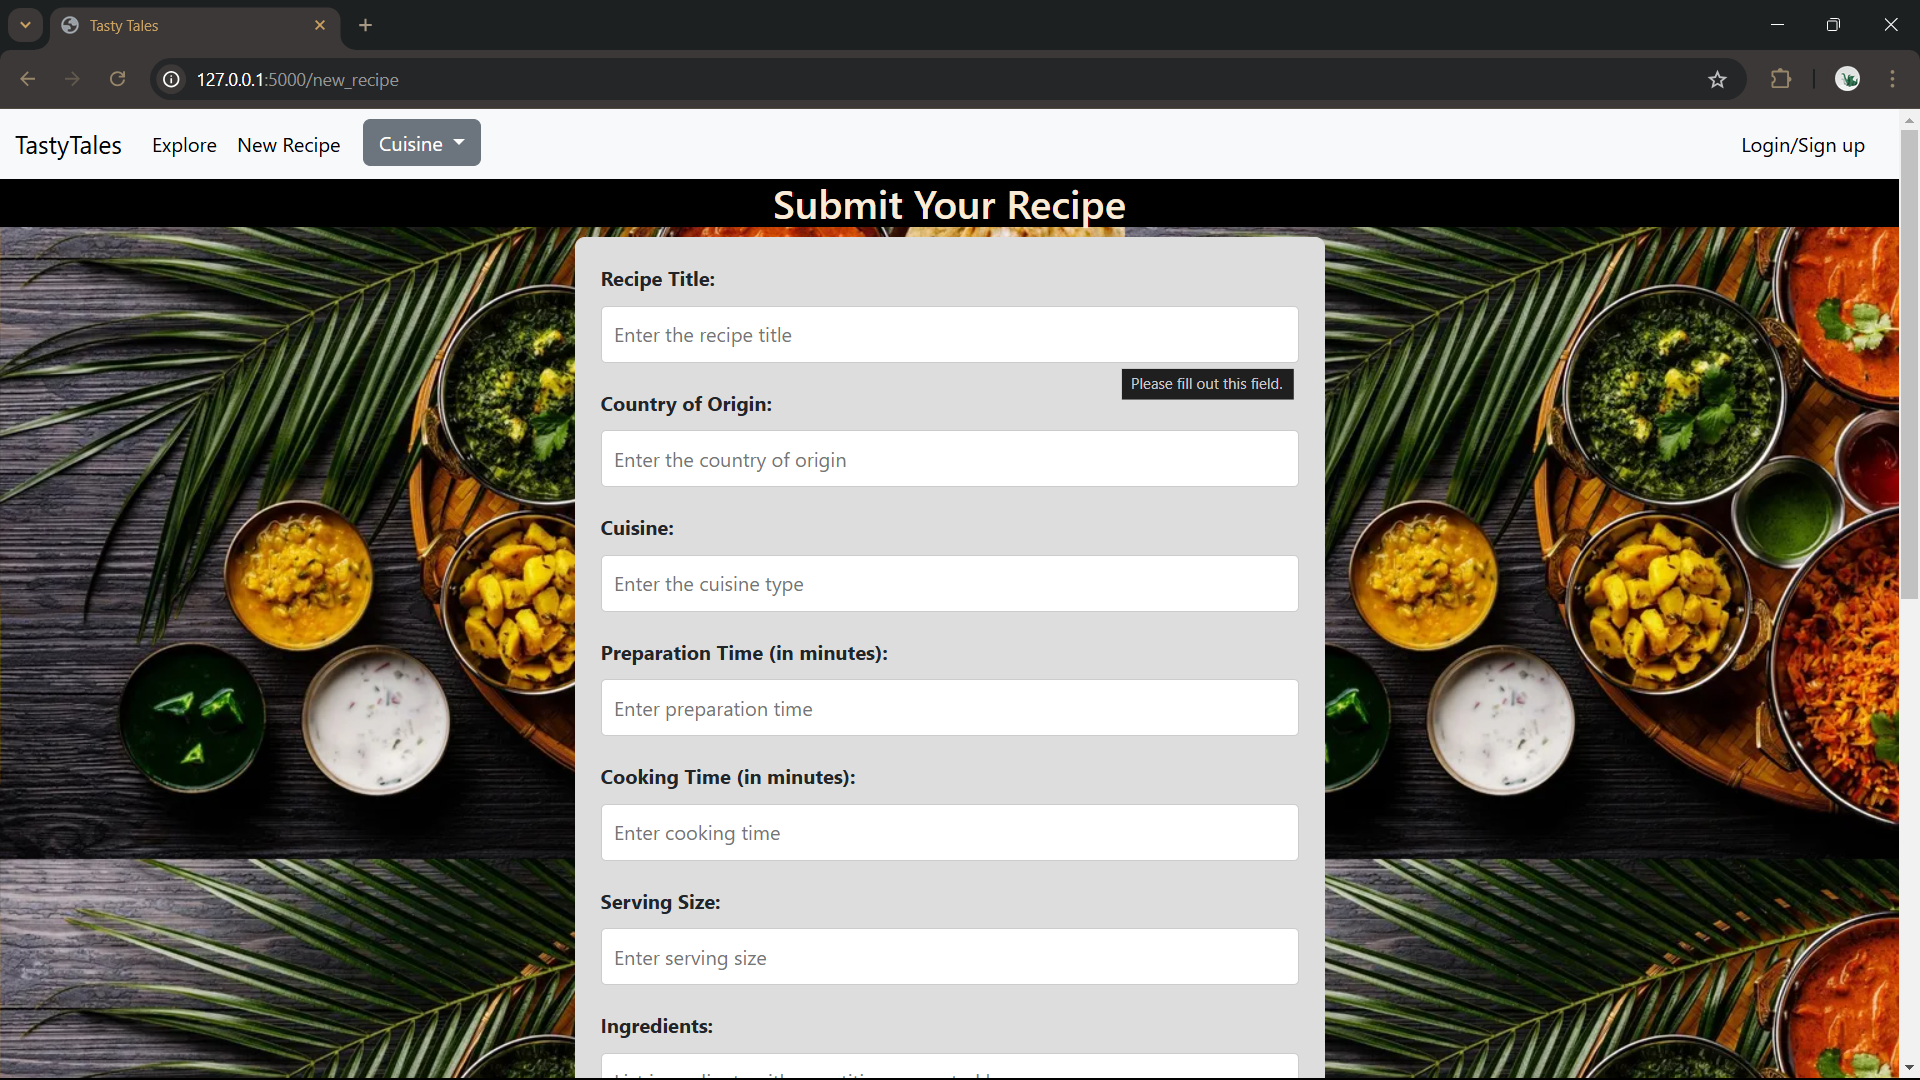 Tasty Tales
127.0.0.1:5000/new_recipe
TastyTales
Explore
New Recipe
Cuisine
Login/Sign up
Submit Your Recipe
Recipe Title:
Enter the recipe title
Please fill out this field.
Country of Origin:
Enter the country of origin
Cuisine:
Enter the cuisine type
Preparation Time (in minutes):
Enter preparation time
Cooking Time (in minutes):
Enter cooking time
Serving Size:
Enter serving size
Ingredients: